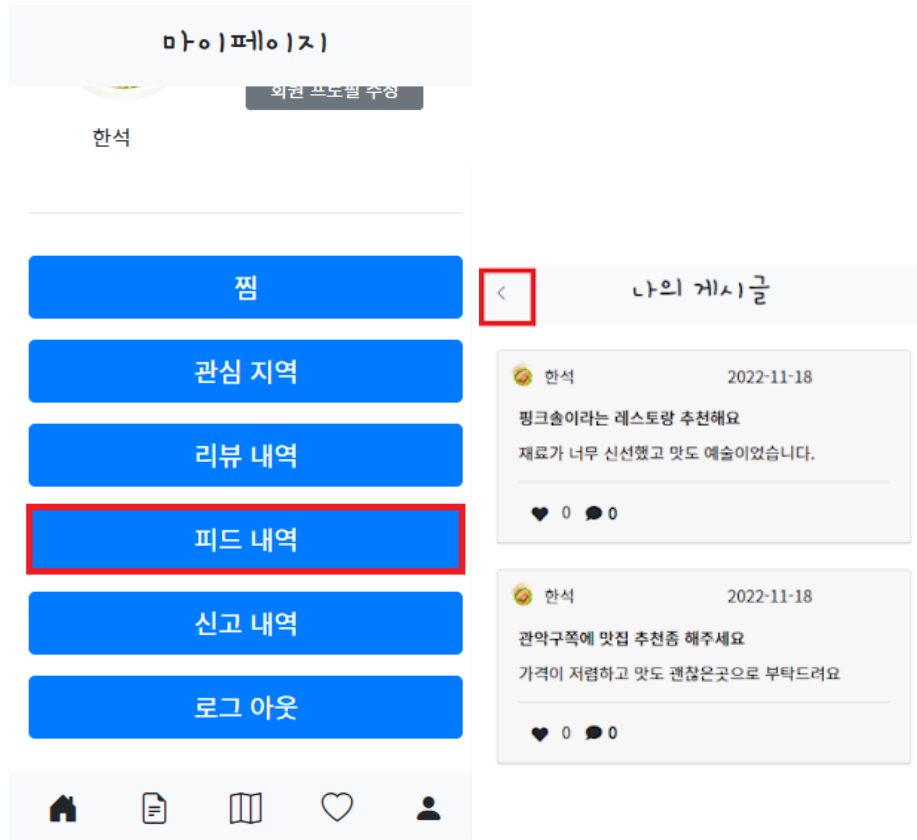 마이페이지
회원 프로필 수정
한석
찜
관심 지역
리뷰 내역
피드 내역
신고 내역
로그 아웃
나의 게시글
한석 2022-11-18
핑크솔이라는 레스토랑 추천해요
재료가 너무 신선했고 맛도 예술이었습니다.
0 0
한석 2022-11-18
관악구쪽에 맛집 추천좀 해주세요
가격이 저렴하고 맛도 괜찮은곳으로 부탁드려요
0 0